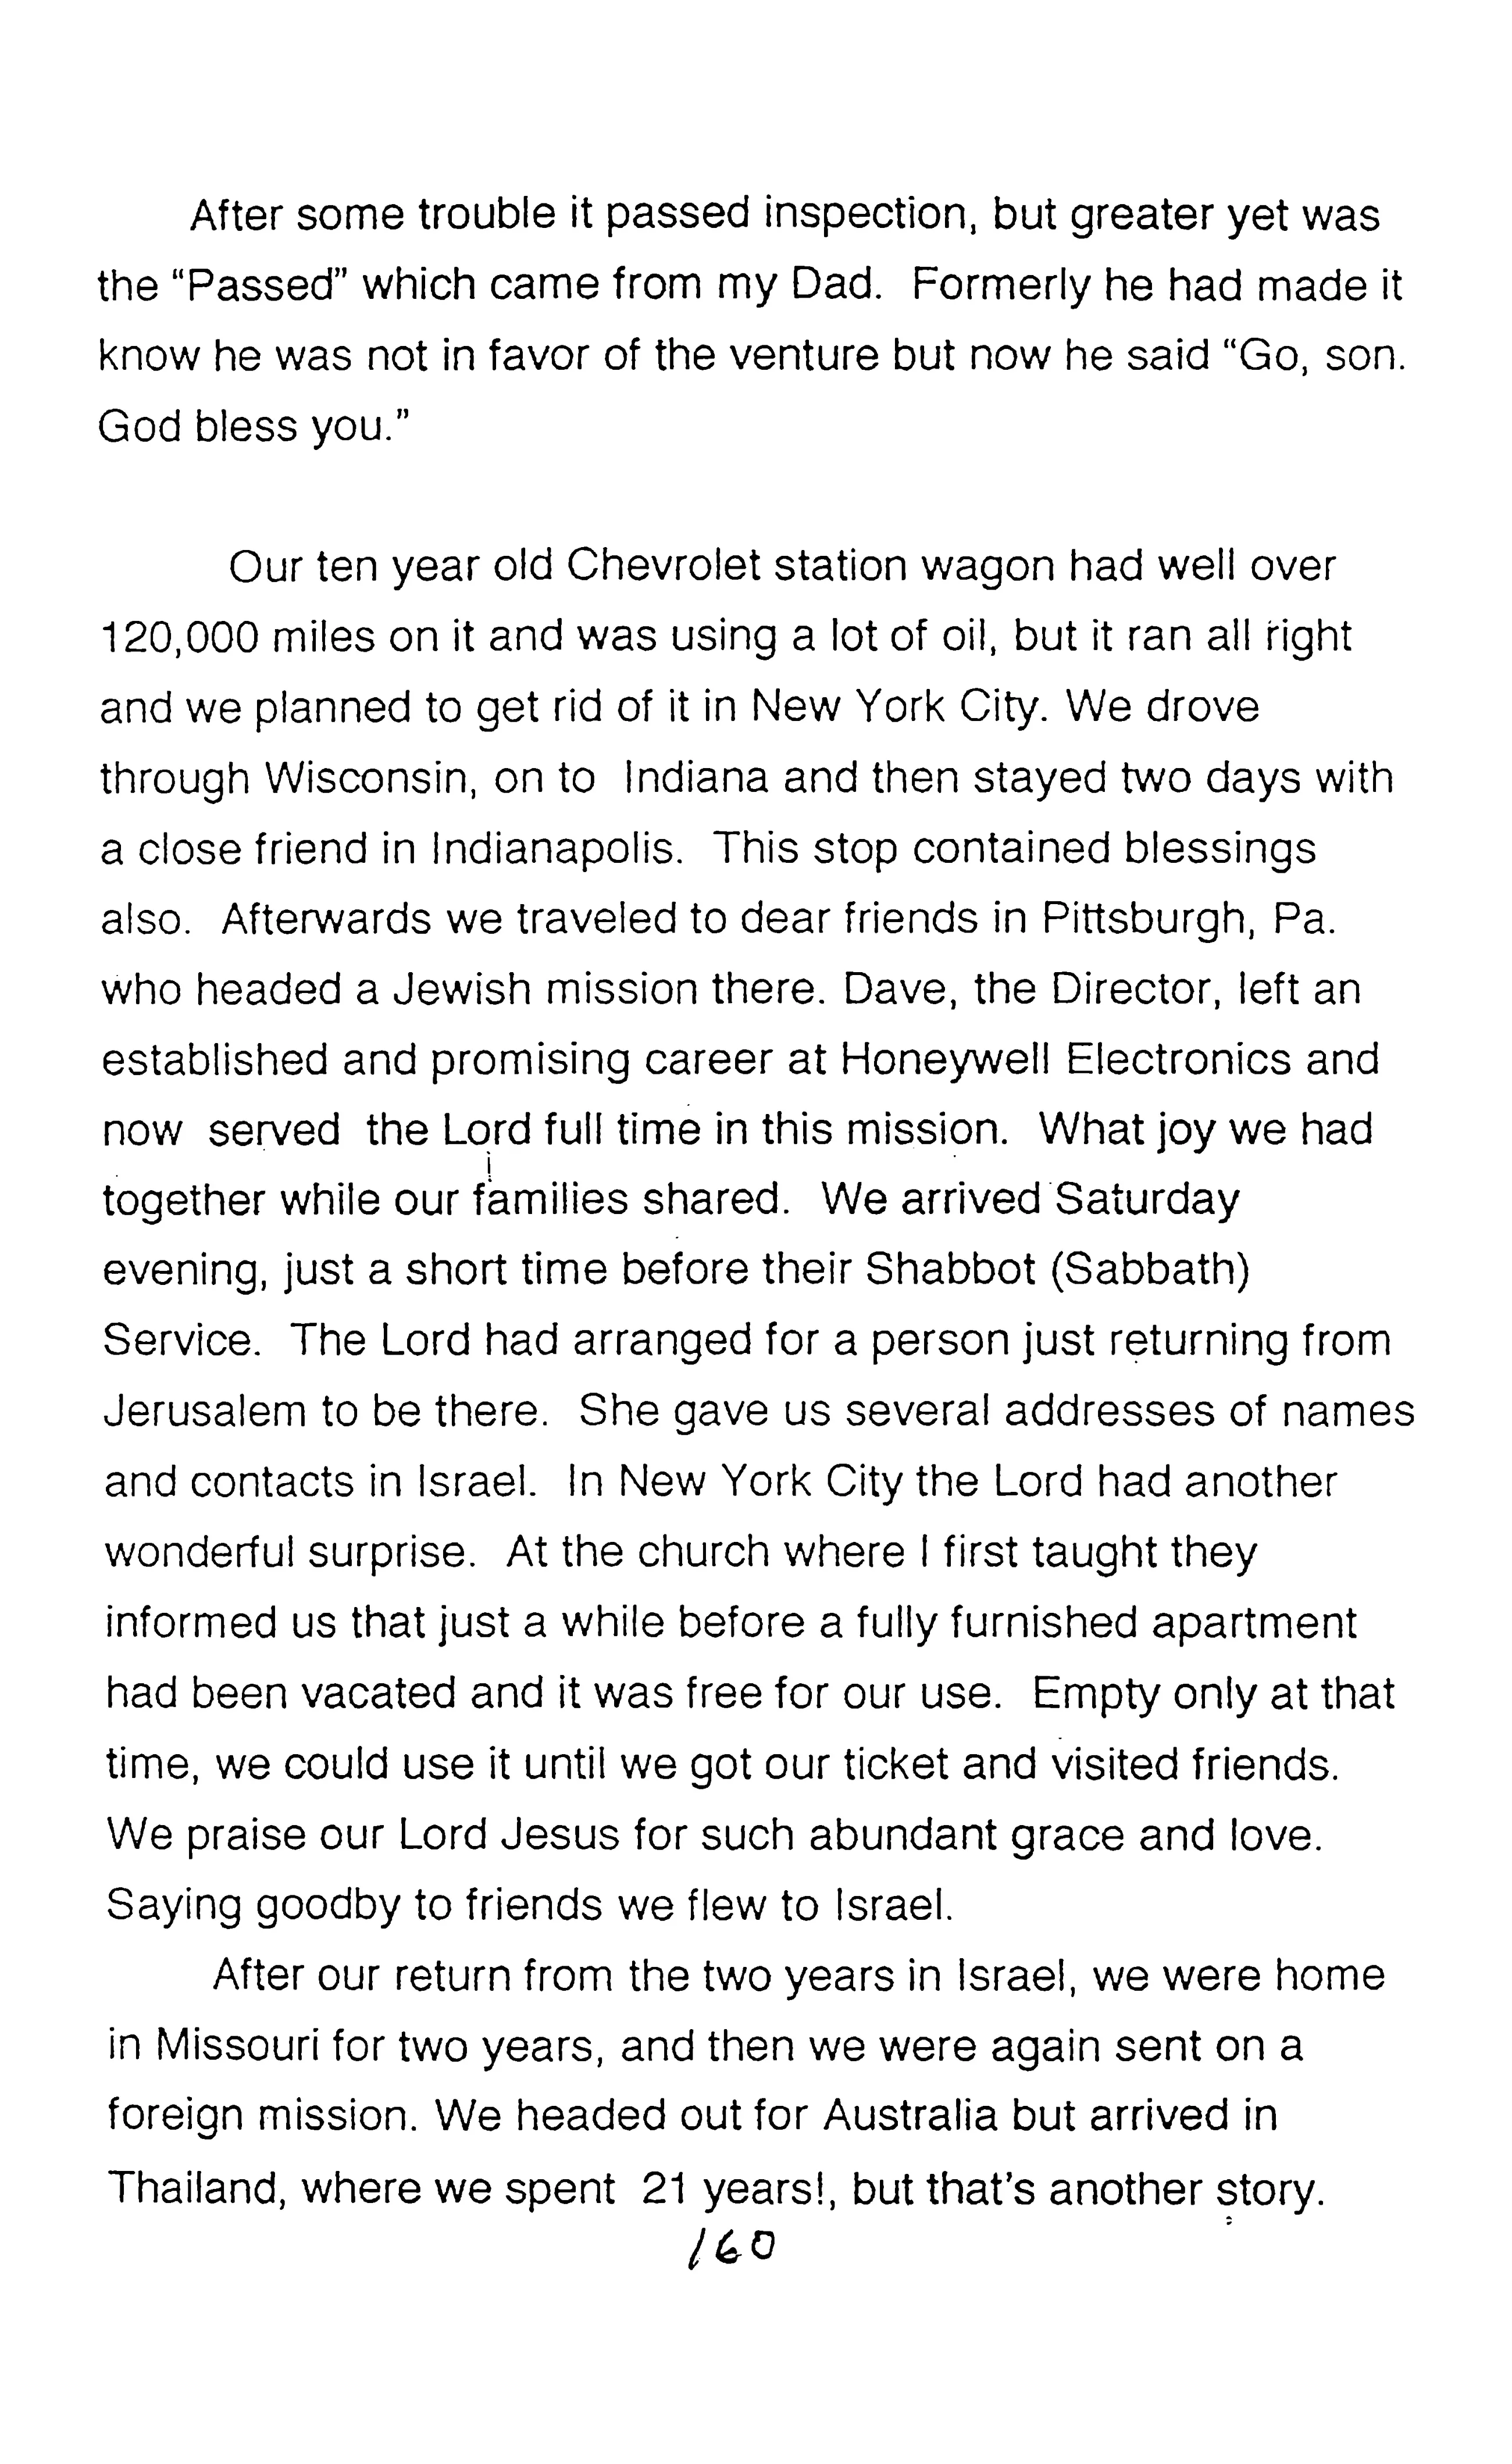 After some trouble it passed inspection, but greater yet was
the “Passed” which came from my Dad. Formerly he had made it
know he was not in favor of the venture but now he said “Go, son.
God bless you.”
Our ten year old Chevrolet station wagon had well over
120,000 miles on it and was using a lot of oil, but it ran all right
and we planned to get rid of it in New York City. We drove
through Wisconsin, on to Indiana and then stayed two days with
a close friend in Indianapolis. This stop contained blessings
also. Afterwards we traveled to dear friends in Pittsburgh, Pa.
who headed a Jewish mission there. Dave, the Director, left an
established and promising career at Honeywell Electronics and
now served the Lord full time in this mission. What joy we had
together while our families shared. We arrived Saturday
evening, just a short time before their Shabbot (Sabbath)
Service. The Lord had arranged for a person just returning from
Jerusalem to be there. She gave us several addresses of names
and contacts in Israel. In New York City the Lord had another
wonderful surprise. At the church where I first taught they
informed us that just a while before a fully furnished apartment
had been vacated and it was free for our use. Empty only at that
time, we could use it until we got our ticket and visited friends.
We praise our Lord Jesus for such abundant grace and love.
Saying goodby to friends we flew to Israel.
After our return from the two years in Israel, we were home
in Missouri for two years, and then we were again sent on a
foreign mission. We headed out for Australia but arrived in
Thailand, where we spent 21 years!, but that's another story.
160